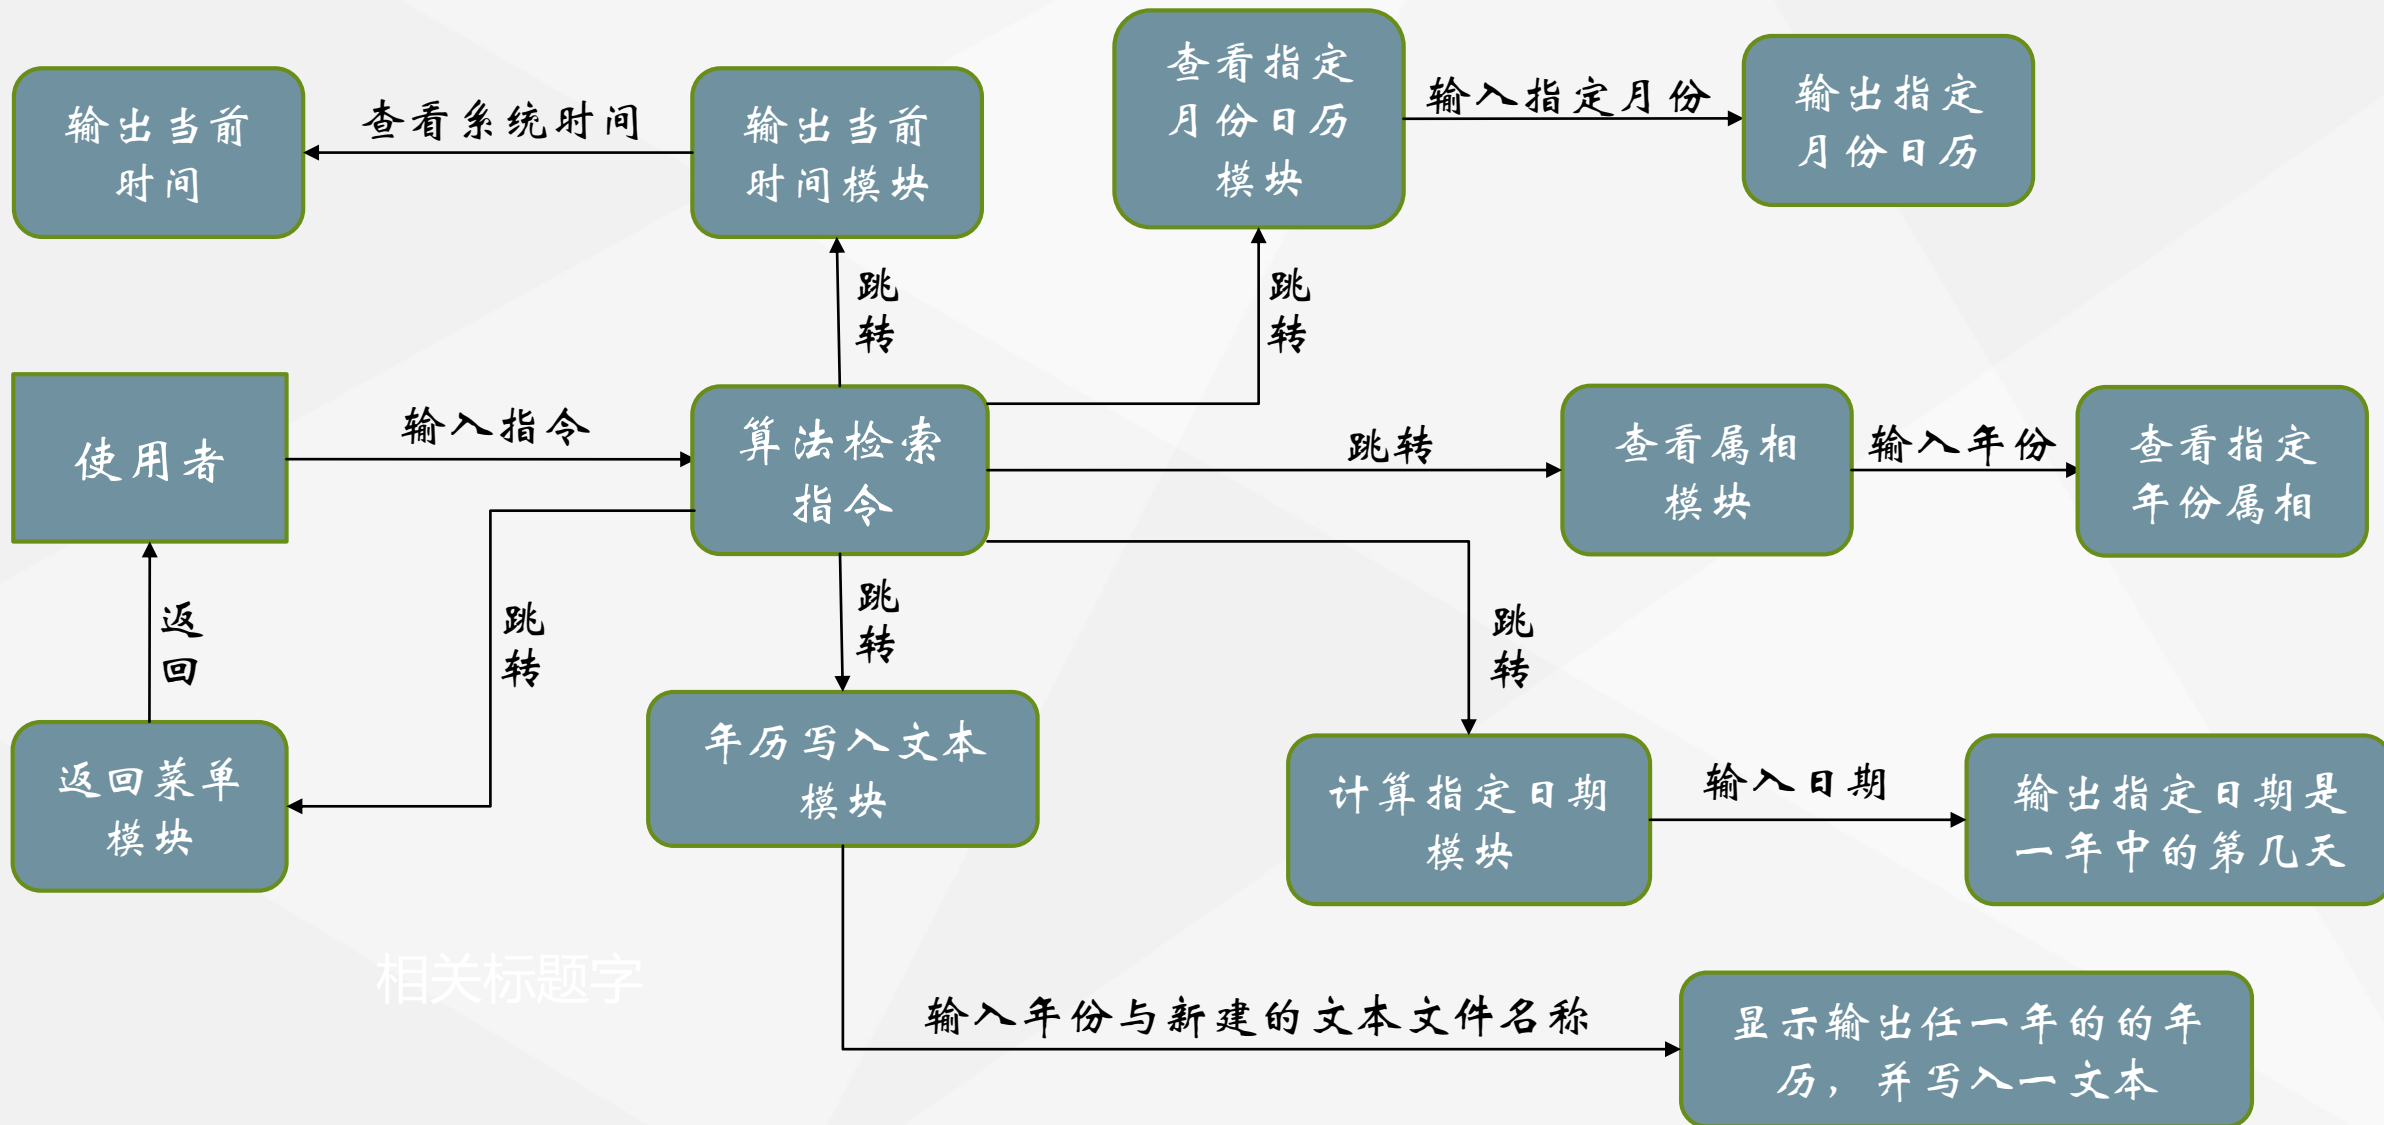 查看指定
月份日历
模块
输入指定月份
输出指定
月份日历
输出当前
时间
查看系统时间
输出当前
时间模块
跳
转
跳
转
使用者
输入指令
算法检索
指令
跳转
查看属相
模块
输入年份
查看指定
年份属相
返
回
跳
转
跳
转
跳
转
返回菜单
模块
年历写入文本
模块
计算指定日期
模块
输入日期
输出指定日期是
一年中的第几天
相关标题字
输入年份与新建的文本文件名称
显示输出任一年的的年
历，并写入一文本